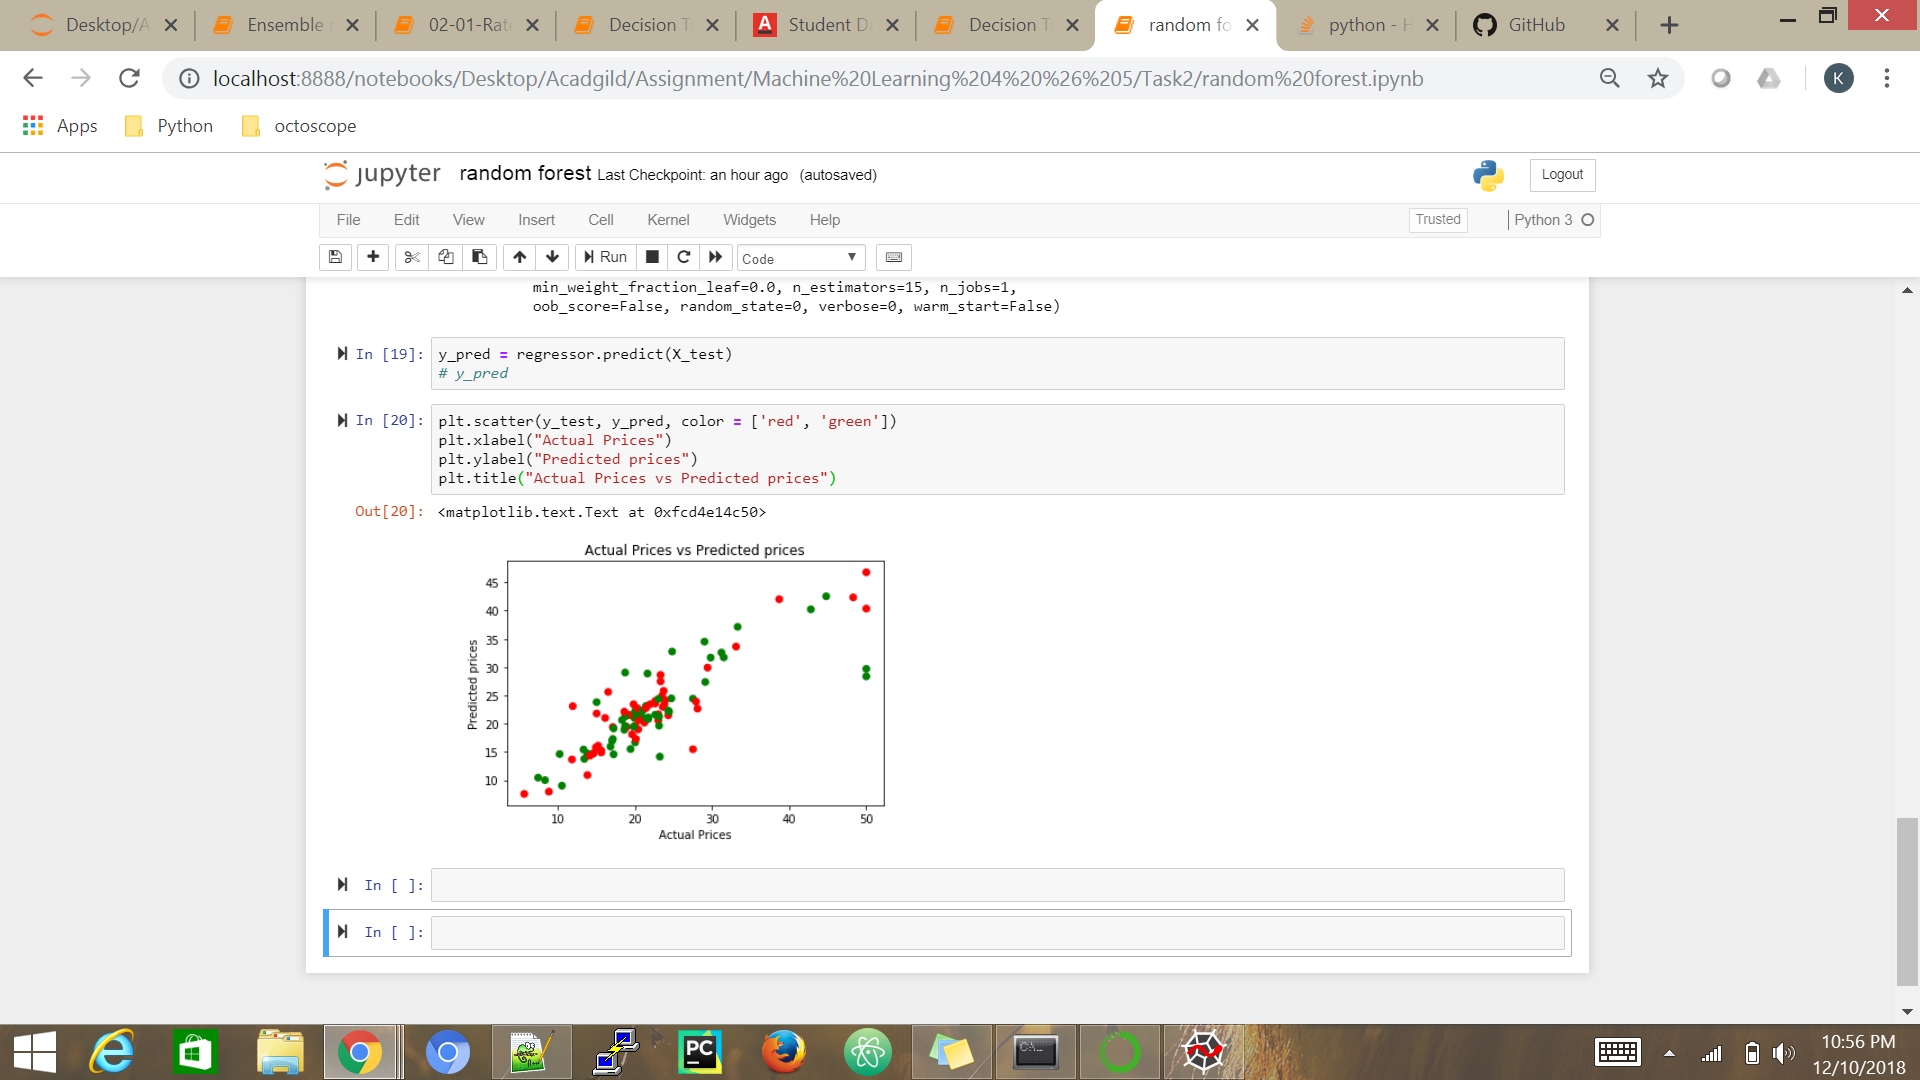 Desktop/A
Ensemble
02-01-Rat
Decision T
Student D
Decision T
random fo
python - H
GitHub
localhost:8888/notebooks/Desktop/Acadgild/Assignment/Machine%20Learning%204%20%26%205/Task2/random%20forest.ipynb
K
Apps
Python
octoscope
jupyter random forest Last Checkpoint: an hour ago (autosaved)
Logout
File Edit View Insert Cell Kernel Widgets Help
Trusted
Python 3
Run
Code
min_weight_fraction_leaf=0.0, n_estimators=15, n_jobs=1,
oob_score=False, random_state=0, verbose=0, warm_start=False)
In [19]: y_pred = regressor.predict(X_test)
# y_pred
In [20]: plt.scatter(y_test, y_pred, color = ['red', 'green'])
plt.xlabel("Actual Prices")
plt.ylabel("Predicted prices")
plt.title("Actual Prices vs Predicted prices")
Out[20]: <matplotlib.text.Text at 0xfcd4e14c50>
Actual Prices vs Predicted prices
Predicted prices
45
40
35
30
25
20
15
10
10 20 30 40 50
Actual Prices
In [ ]:
In [ ]:
PC
C:\...
10:56 PM
12/10/2018